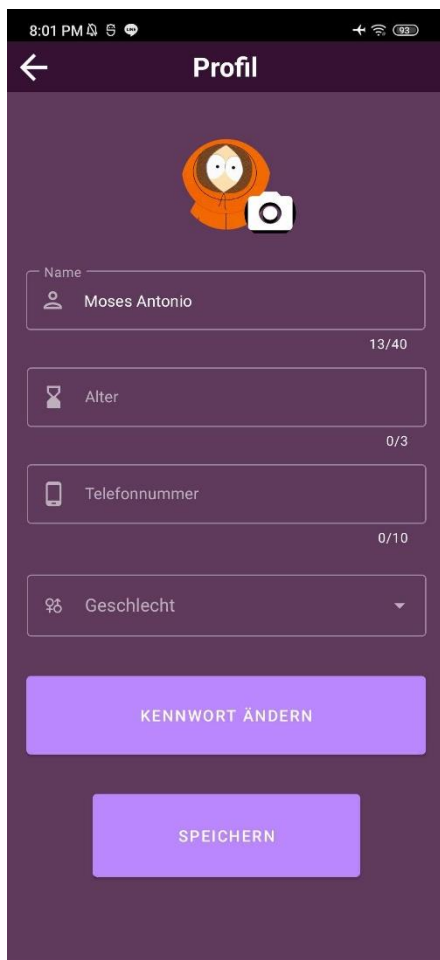 8:01 PM
93
Profil
Name
Moses Antonio
13/40
Alter
0/3
Telefonnummer
0/10
Geschlecht
KENNWORT ÄNDERN
SPEICHERN